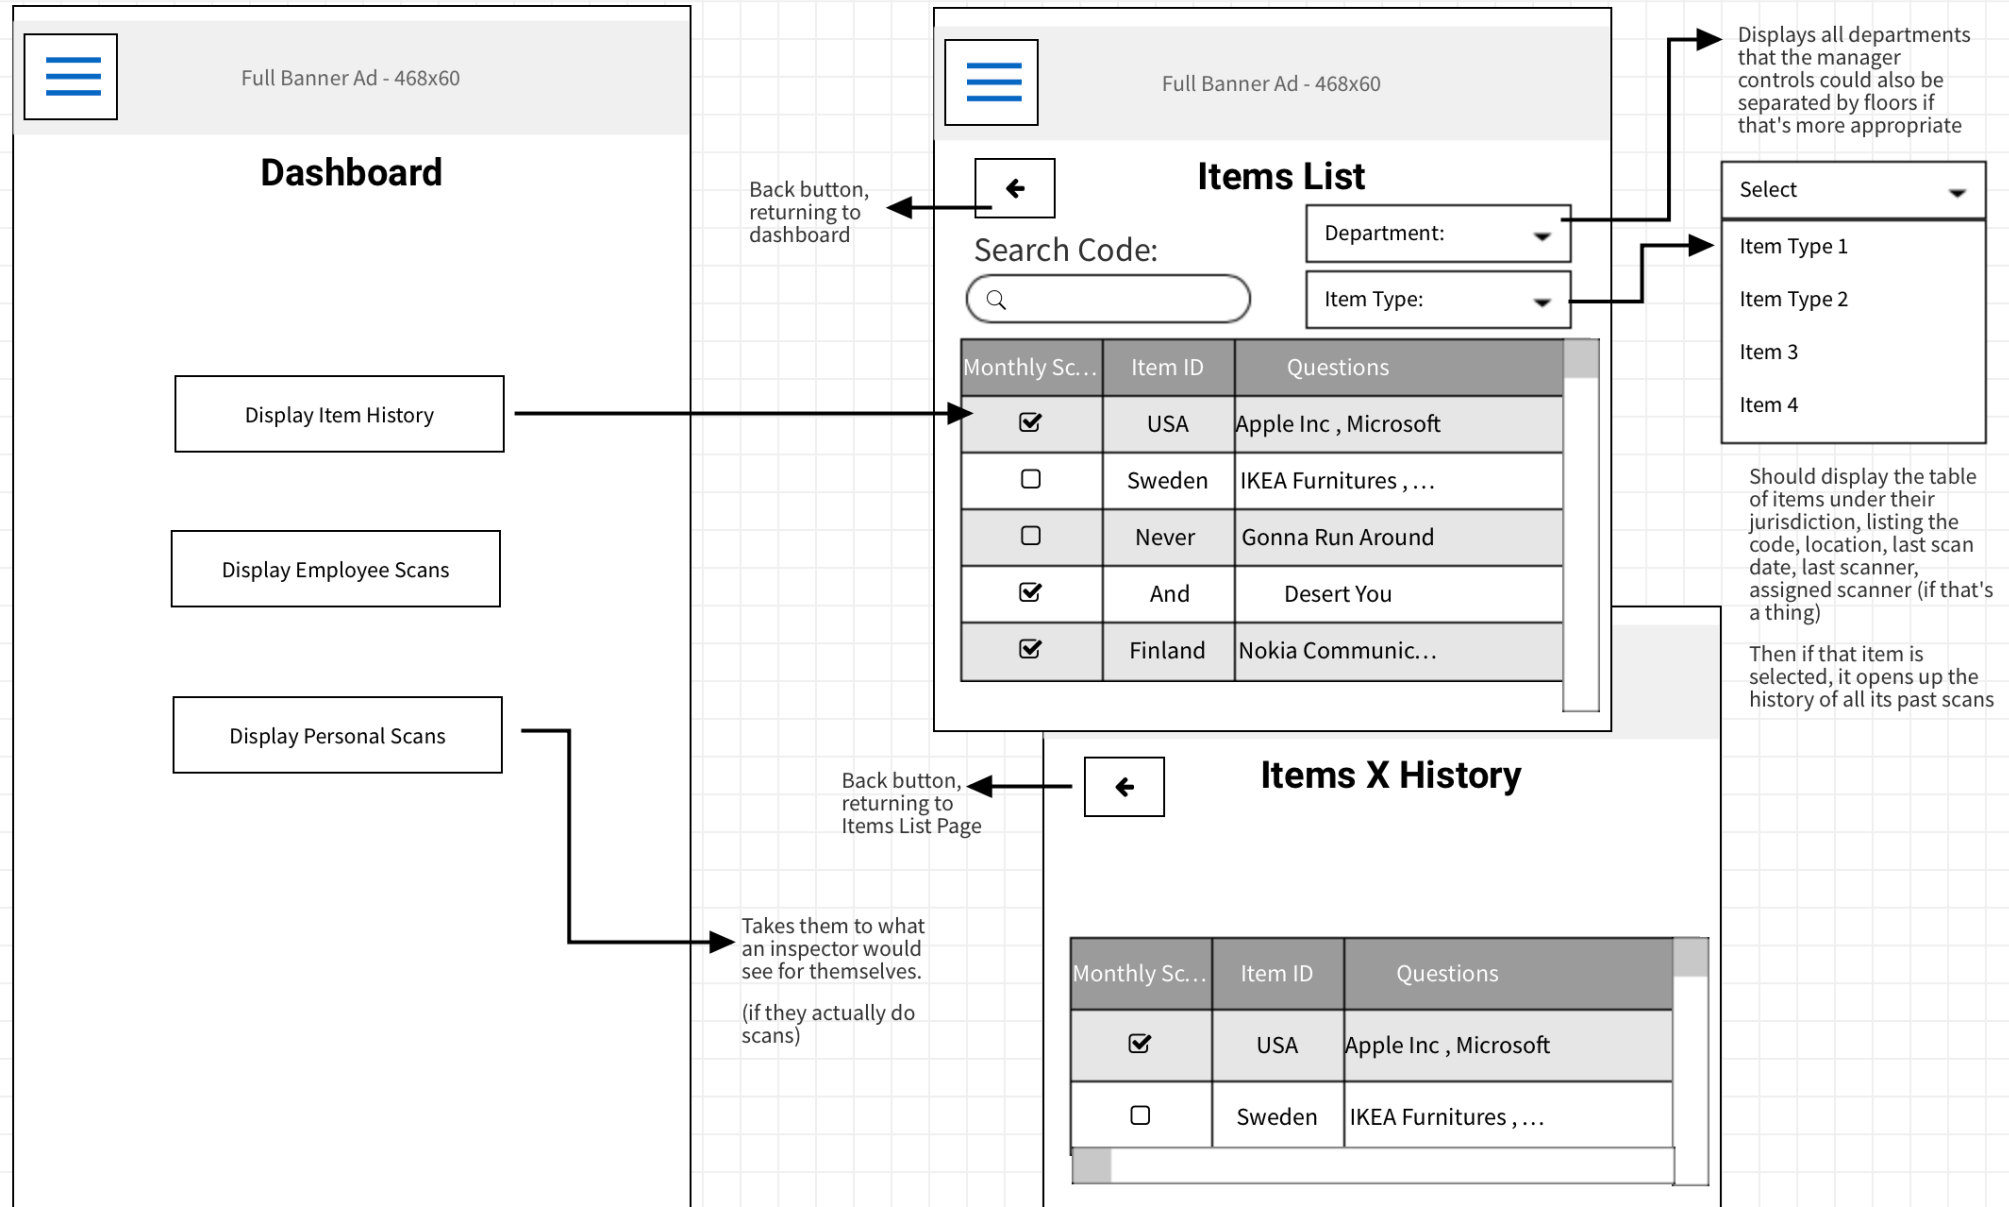 Full Banner Ad - 468x60
Dashboard
Display Item History
Display Employee Scans
Display Personal Scans
Takes them to what
an inspector would
see for themselves.
(if they actually do
scans)
Back button,
returning to
dashboard
Full Banner Ad - 468x60
Items List
Search Code:
Department:
Item Type:
Monthly Sc... Item ID Questions
USA Apple Inc , Microsoft
Sweden IKEA Furnitures , ...
Never Gonna Run Around
And Desert You
Finland Nokia Communic...
Displays all departments
that the manager
controls could also be
separated by floors if
that's more appropriate
Select
Item Type 1
Item Type 2
Item 3
Item 4
Should display the table
of items under their
jurisdiction, listing the
code, location, last scan
date, last scanner,
assigned scanner (if that's
a thing)
Then if that item is
selected, it opens up the
history of all its past scans
Back button,
returning to
Items List Page
Items X History
Monthly Sc... Item ID Questions
USA Apple Inc , Microsoft
Sweden IKEA Furnitures , ...